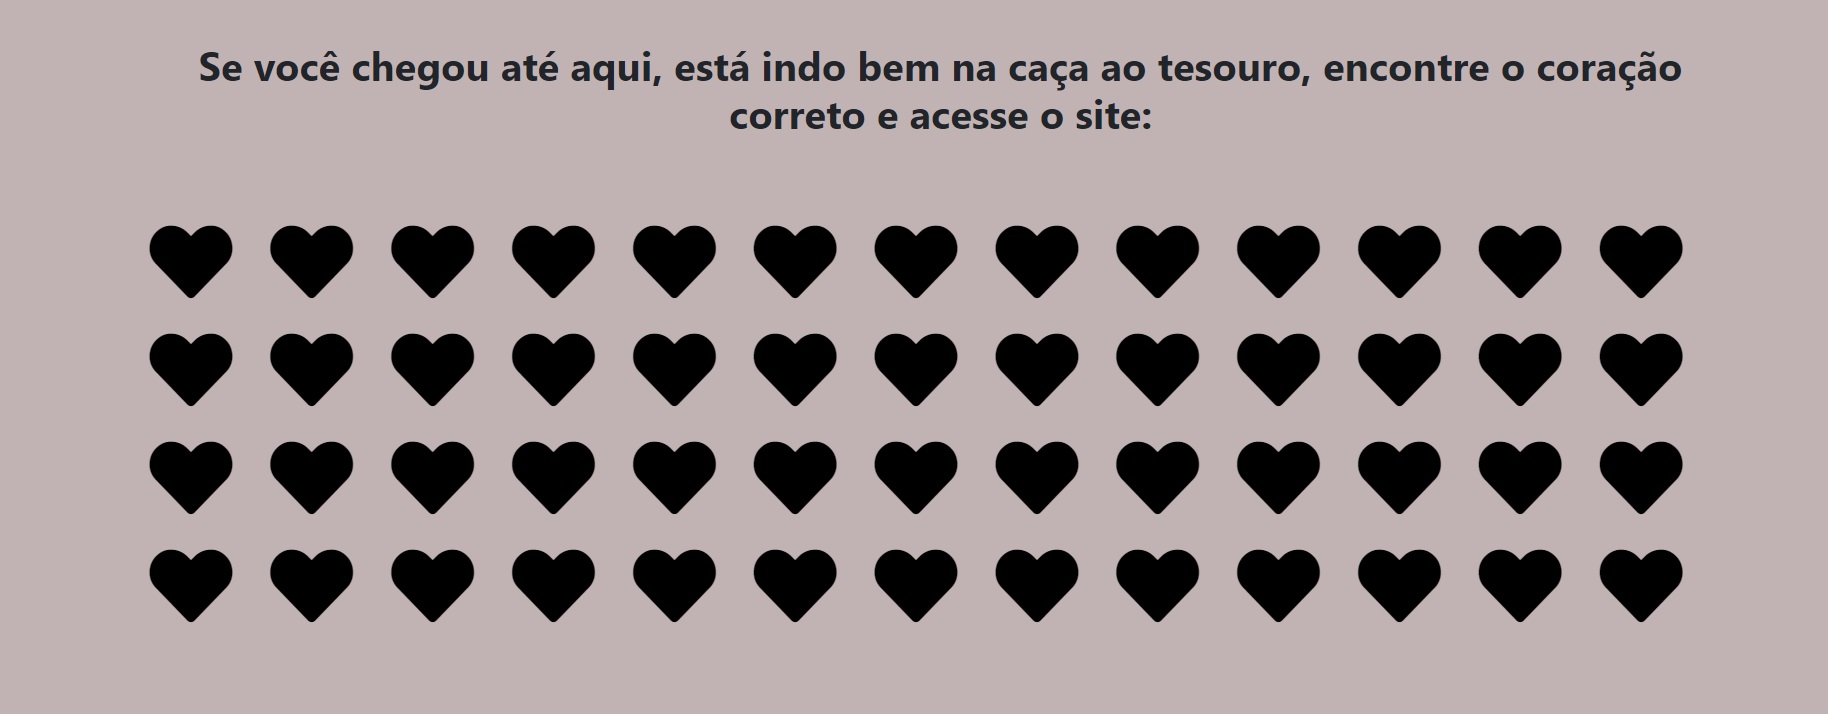 Se você chegou até aqui, está indo bem na caça ao tesouro, encontre o coração
correto e acesse o site: